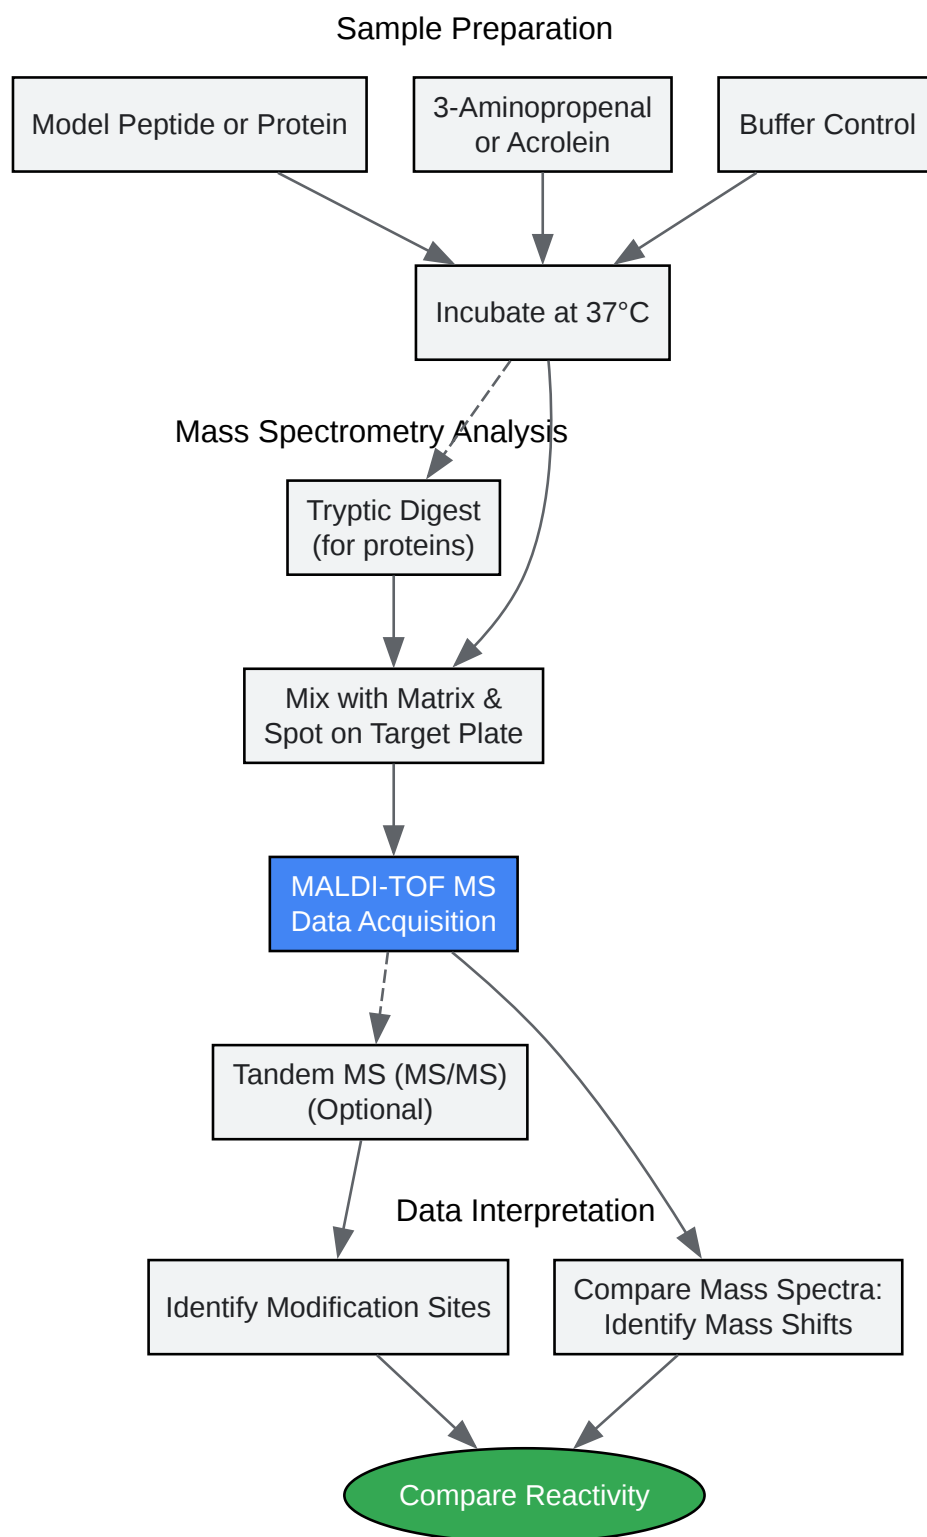 Sample Preparation
Model Peptide or Protein
3-Aminopropenal
or Acrolein
Buffer Control
Incubate at 37°C
Mass Spectrometry Analysis
Tryptic Digest
(for proteins)
Mix with Matrix &
Spot on Target Plate
MALDI-TOF MS
Data Acquisition
Tandem MS (MS/MS)
(Optional)
Data Interpretation
Identify Modification Sites
Compare Mass Spectra:
Identify Mass Shifts
Compare Reactivity